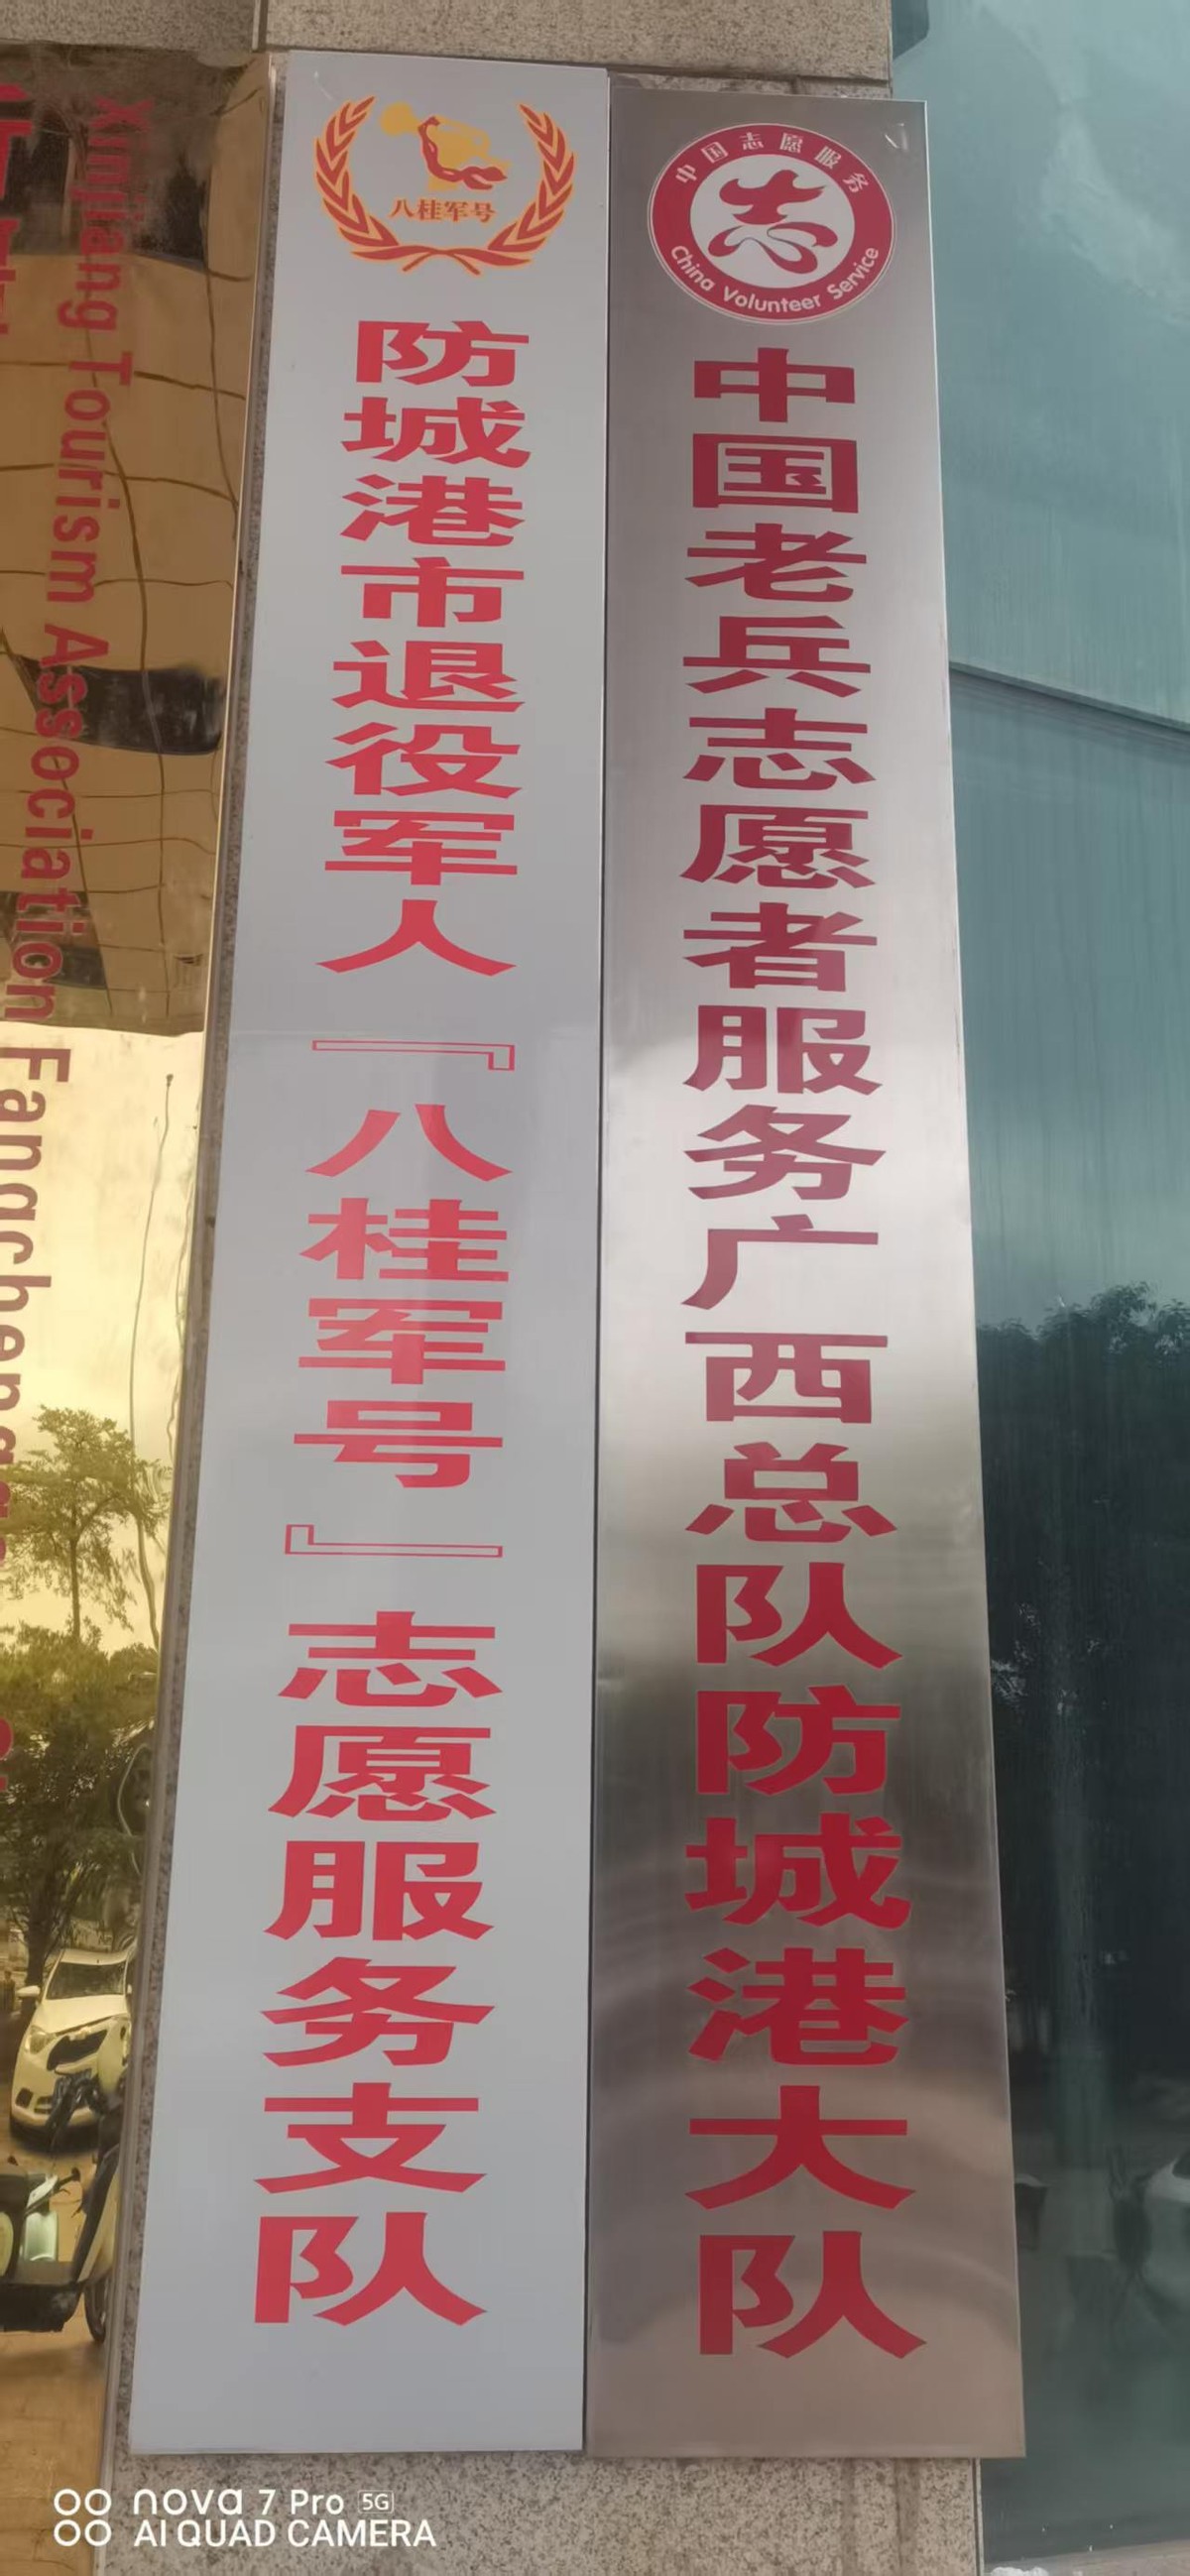 八桂军号
防城港市退役军人『八桂军号』志愿服务支队
中国志愿服务
志
China Volunteer Service
中国老兵志愿者服务广西总队防城港大队
Xinjiang Tourism Association
nova 7 Pro 5G
AI QUAD CAMERA